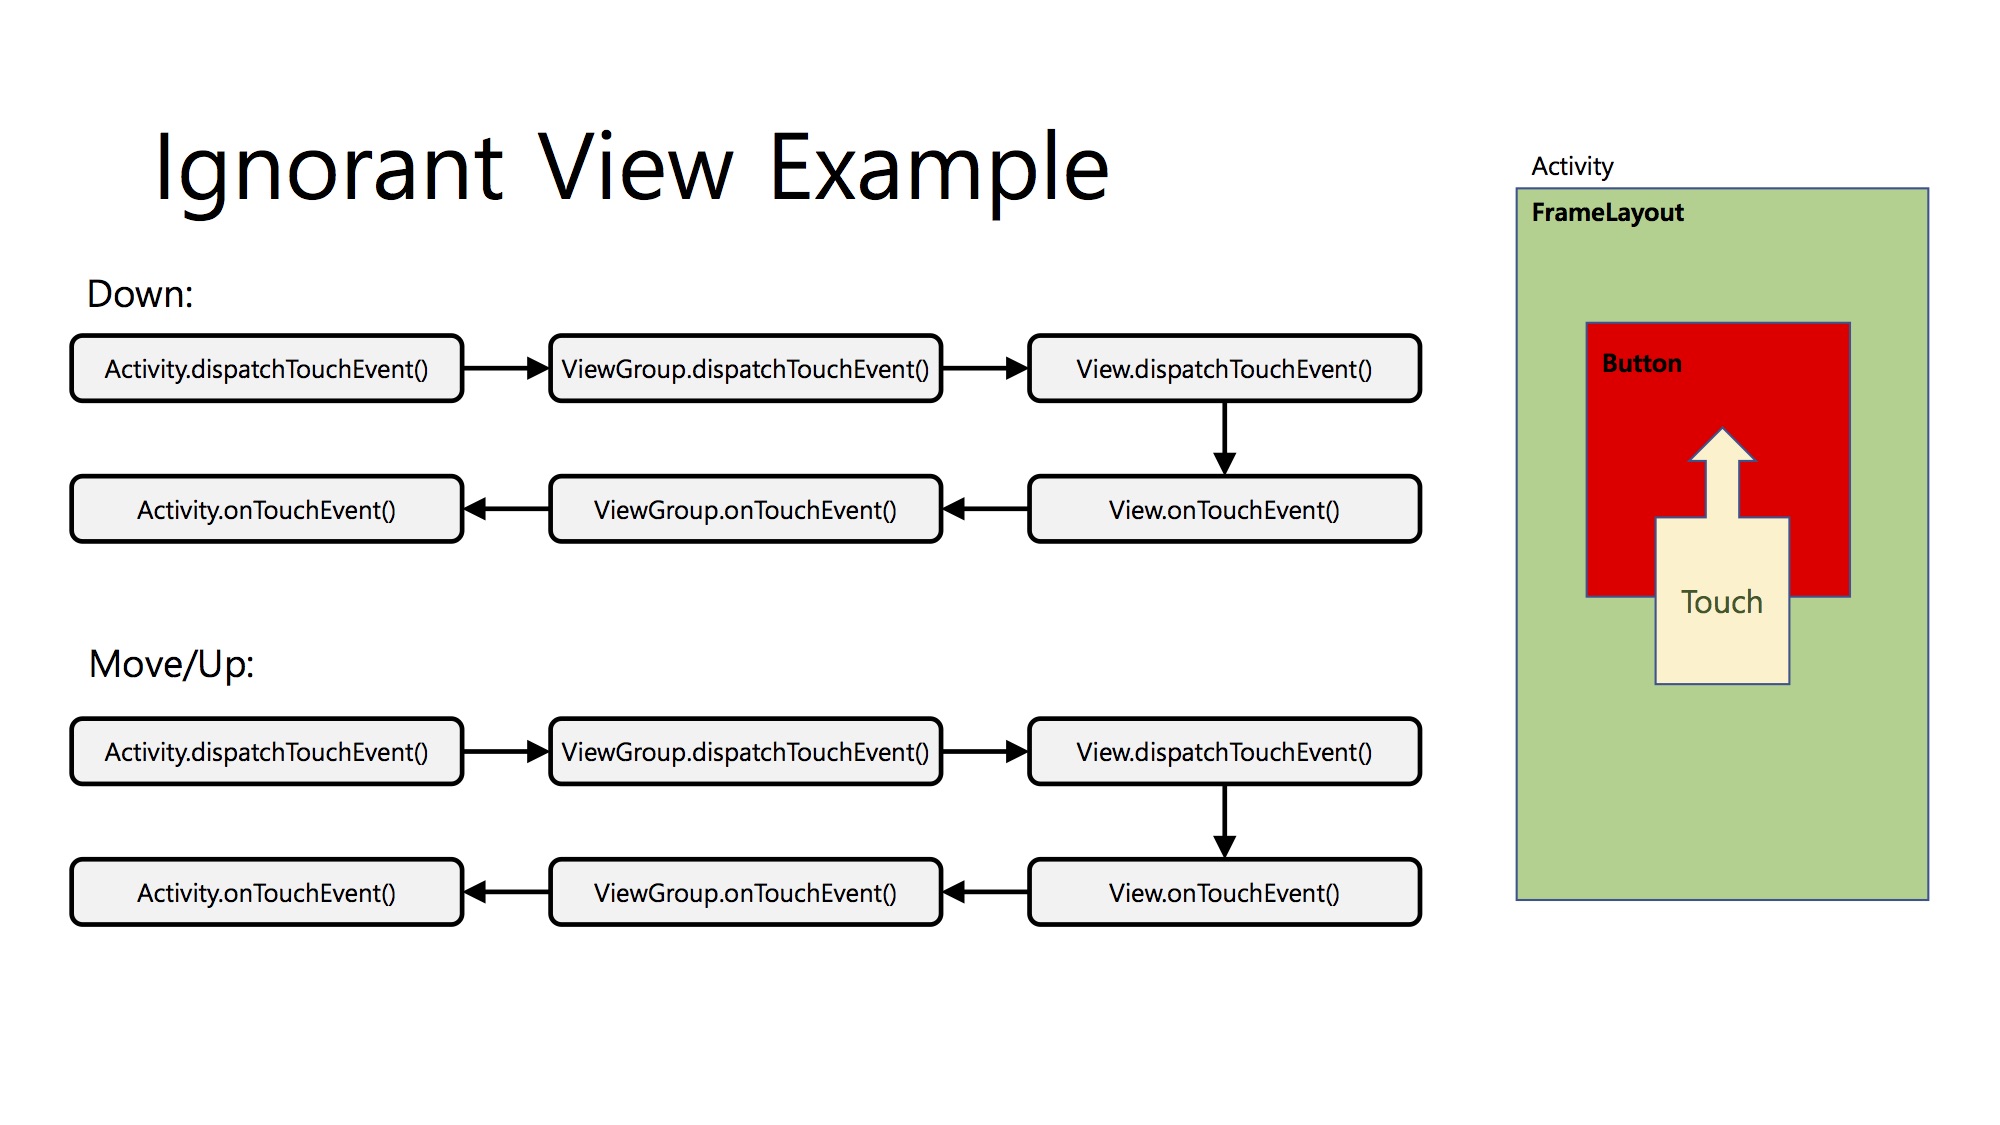 Ignorant View Example
Down:
Activity.dispatchTouchEvent()
ViewGroup.dispatchTouchEvent()
View.dispatchTouchEvent()
Activity.onTouchEvent()
ViewGroup.onTouchEvent()
View.onTouchEvent()
Move/Up:
Activity.dispatchTouchEvent()
ViewGroup.dispatchTouchEvent()
View.dispatchTouchEvent()
Activity.onTouchEvent()
ViewGroup.onTouchEvent()
View.onTouchEvent()
Activity
FrameLayout
Button
Touch